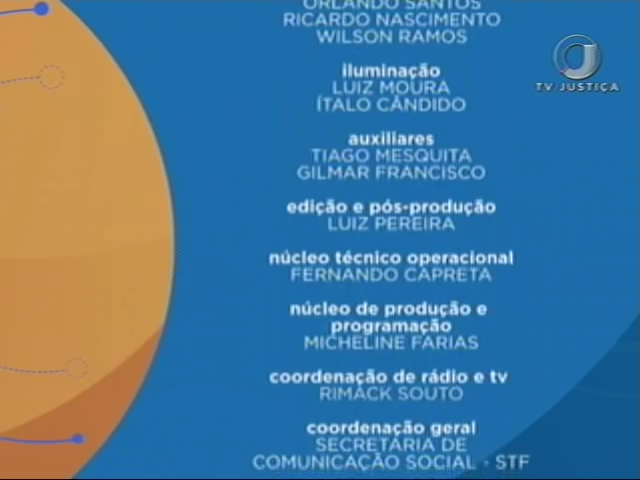 ORLANDO SANTOS
RICARDO NASCIMENTO
WILSON RAMOS
iluminação
LUIZ MOURA
ÍTALO CÂNDIDO
auxiliares
TIAGO MESQUITA
GILMAR FRANCISCO
edição e pós-produção
LUIZ PEREIRA
núcleo técnico operacional
FERNANDO CAPRETA
núcleo de produção e
programação
MICHELINE FARIAS
coordenação de rádio e tv
RIMACK SOUTO
coordenação geral
SECRETARIA DE
COMUNICAÇÃO SOCIAL - STF
TV JUSTIÇA